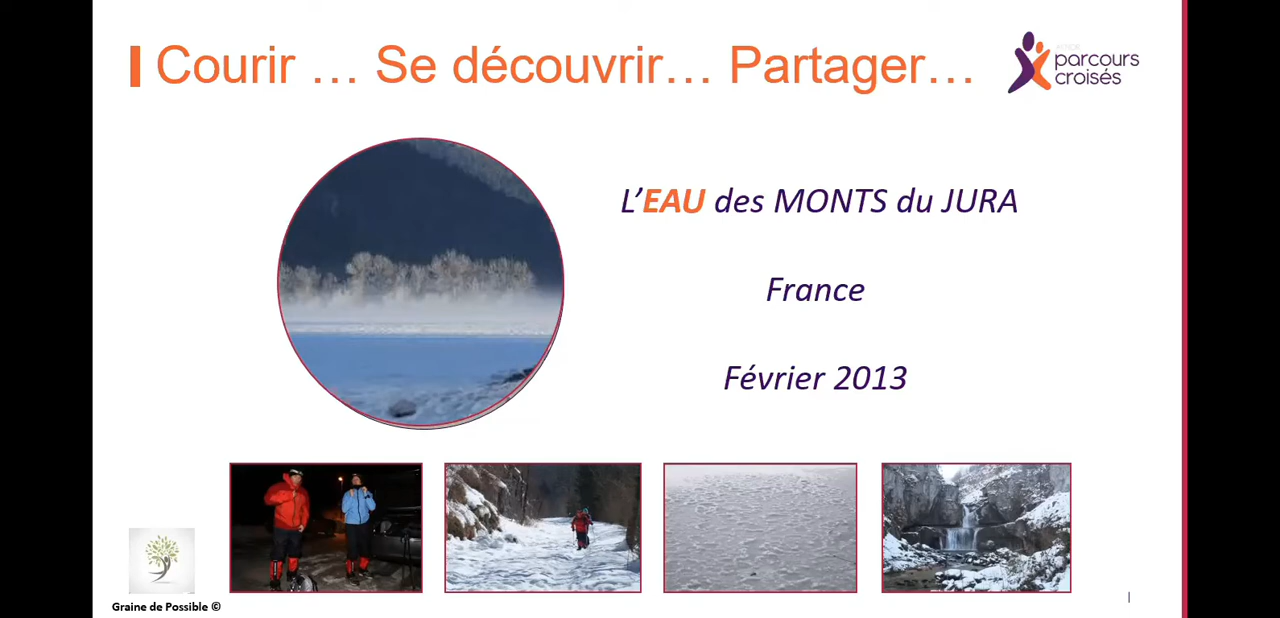 Courir … Se découvrir… Partager…
parcours
croisés
L’EAU des MONTS du JURA
France
Février 2013
Graine de Possible ©